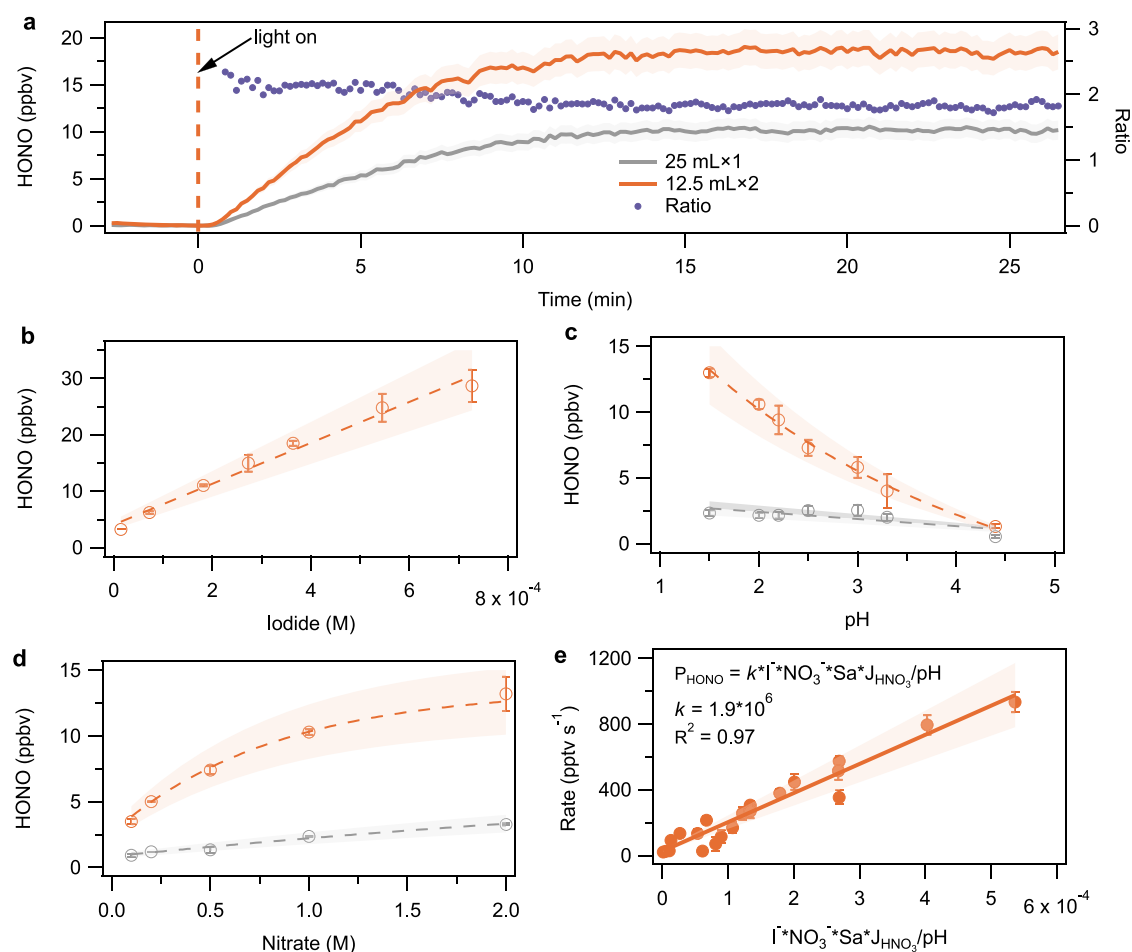 a
HONO (ppbv)
20
15
10
5
0
light on
25 mL×1
12.5 mL×2
Ratio
3
2
1
0
Ratio
0
5
10
15
20
25
Time (min)
b
HONO (ppbv)
30
20
10
0
0
2
4
6
8 x 10⁻⁴
Iodide (M)
c
HONO (ppbv)
15
10
5
0
1
2
3
4
5
pH
d
HONO (ppbv)
15
10
5
0
0.0
0.5
1.0
1.5
2.0
Nitrate (M)
e
Rate (pptv s⁻¹)
1200
800
400
0
P_HONO = k*I⁻*NO₃⁻*Sa*J_HNO₃/pH
k = 1.9*10⁶
R² = 0.97
0
1
2
3
4
5
6 x 10⁻⁴
I⁻*NO₃⁻*Sa*J_HNO₃/pH